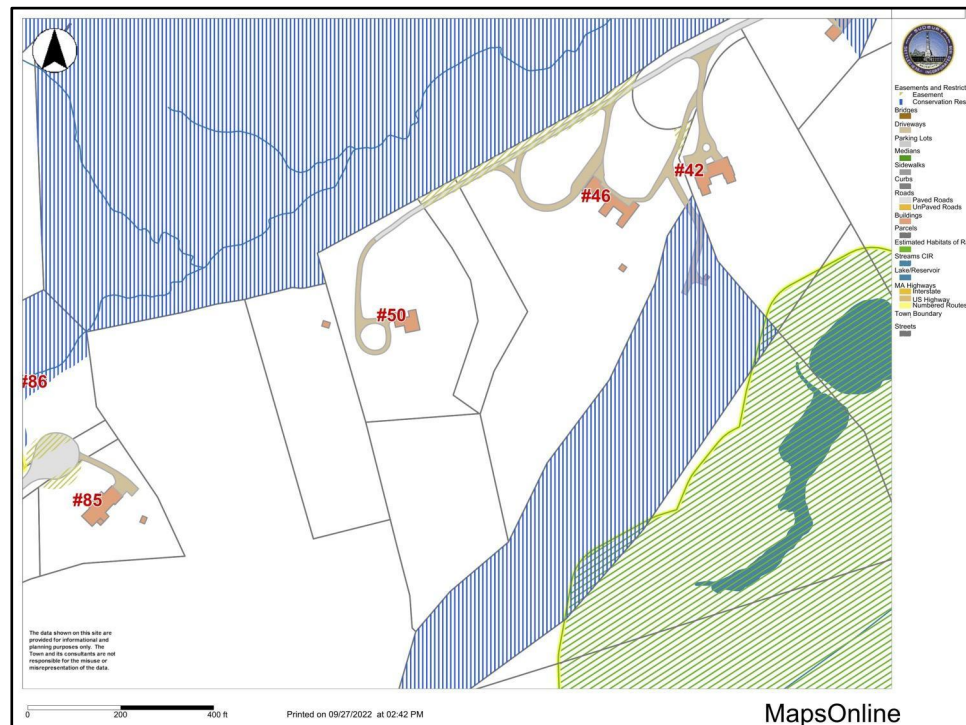 #42
#46
#50
#86
#85
Easements and Restrict
Easement
Conservation Res
Bridges
Driveways
Parking Lots
Medians
Sidewalks
Curbs
Roads
Paved Roads
UnPaved Roads
Buildings
Parcels
Estimated Habitats of Ra
Streams CIR
Lake/Reservoir
MA Highways
Interstate
US Highway
Numbered Routes
Town Boundary
Streets
The data shown on this site are
provided for informational and
planning purposes only. The
Town and its consultants are not
responsible for the misuse or
misrepresentation of the data.
0 200 400 ft
Printed on 09/27/2022 at 02:42 PM
MapsOnline